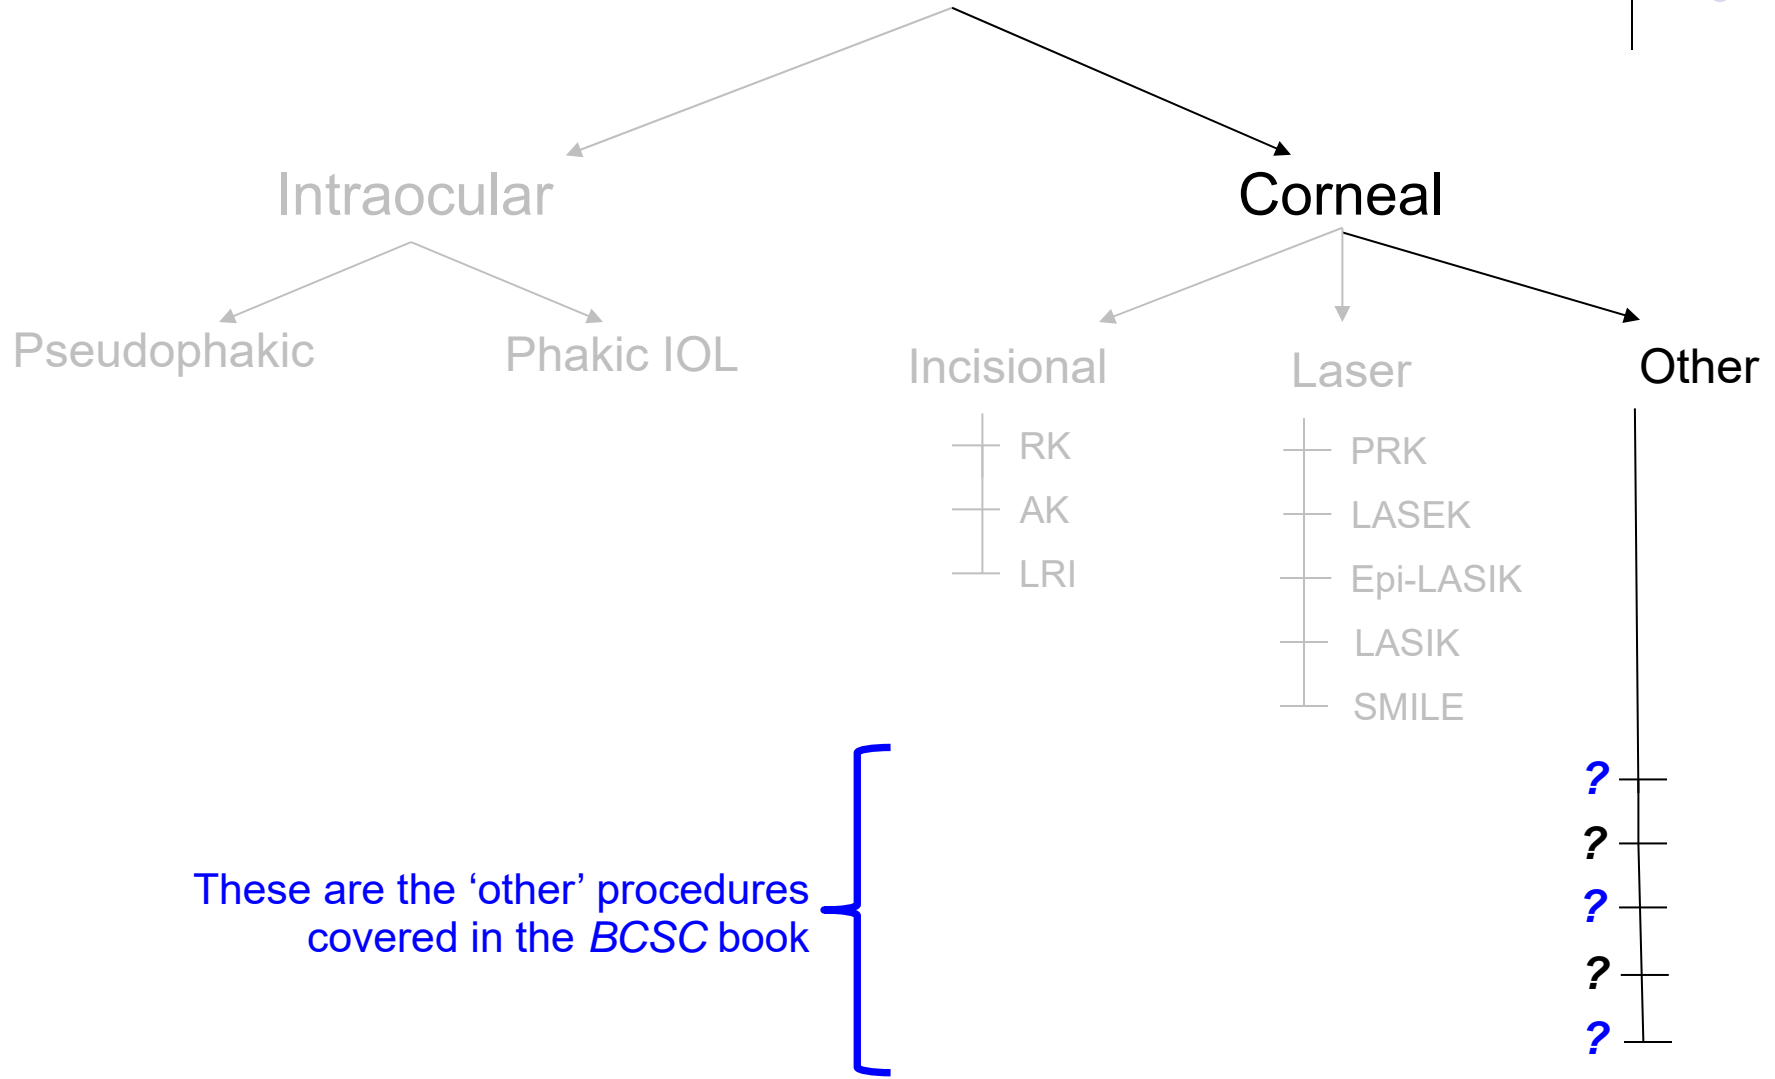 Intraocular
Corneal
Pseudophakic
Phakic IOL
Incisional
Laser
Other
RK
AK
LRI
PRK
LASEK
Epi-LASIK
LASIK
SMILE
These are the ‘other’ procedures
covered in the BCSC book
?
?
?
?
?